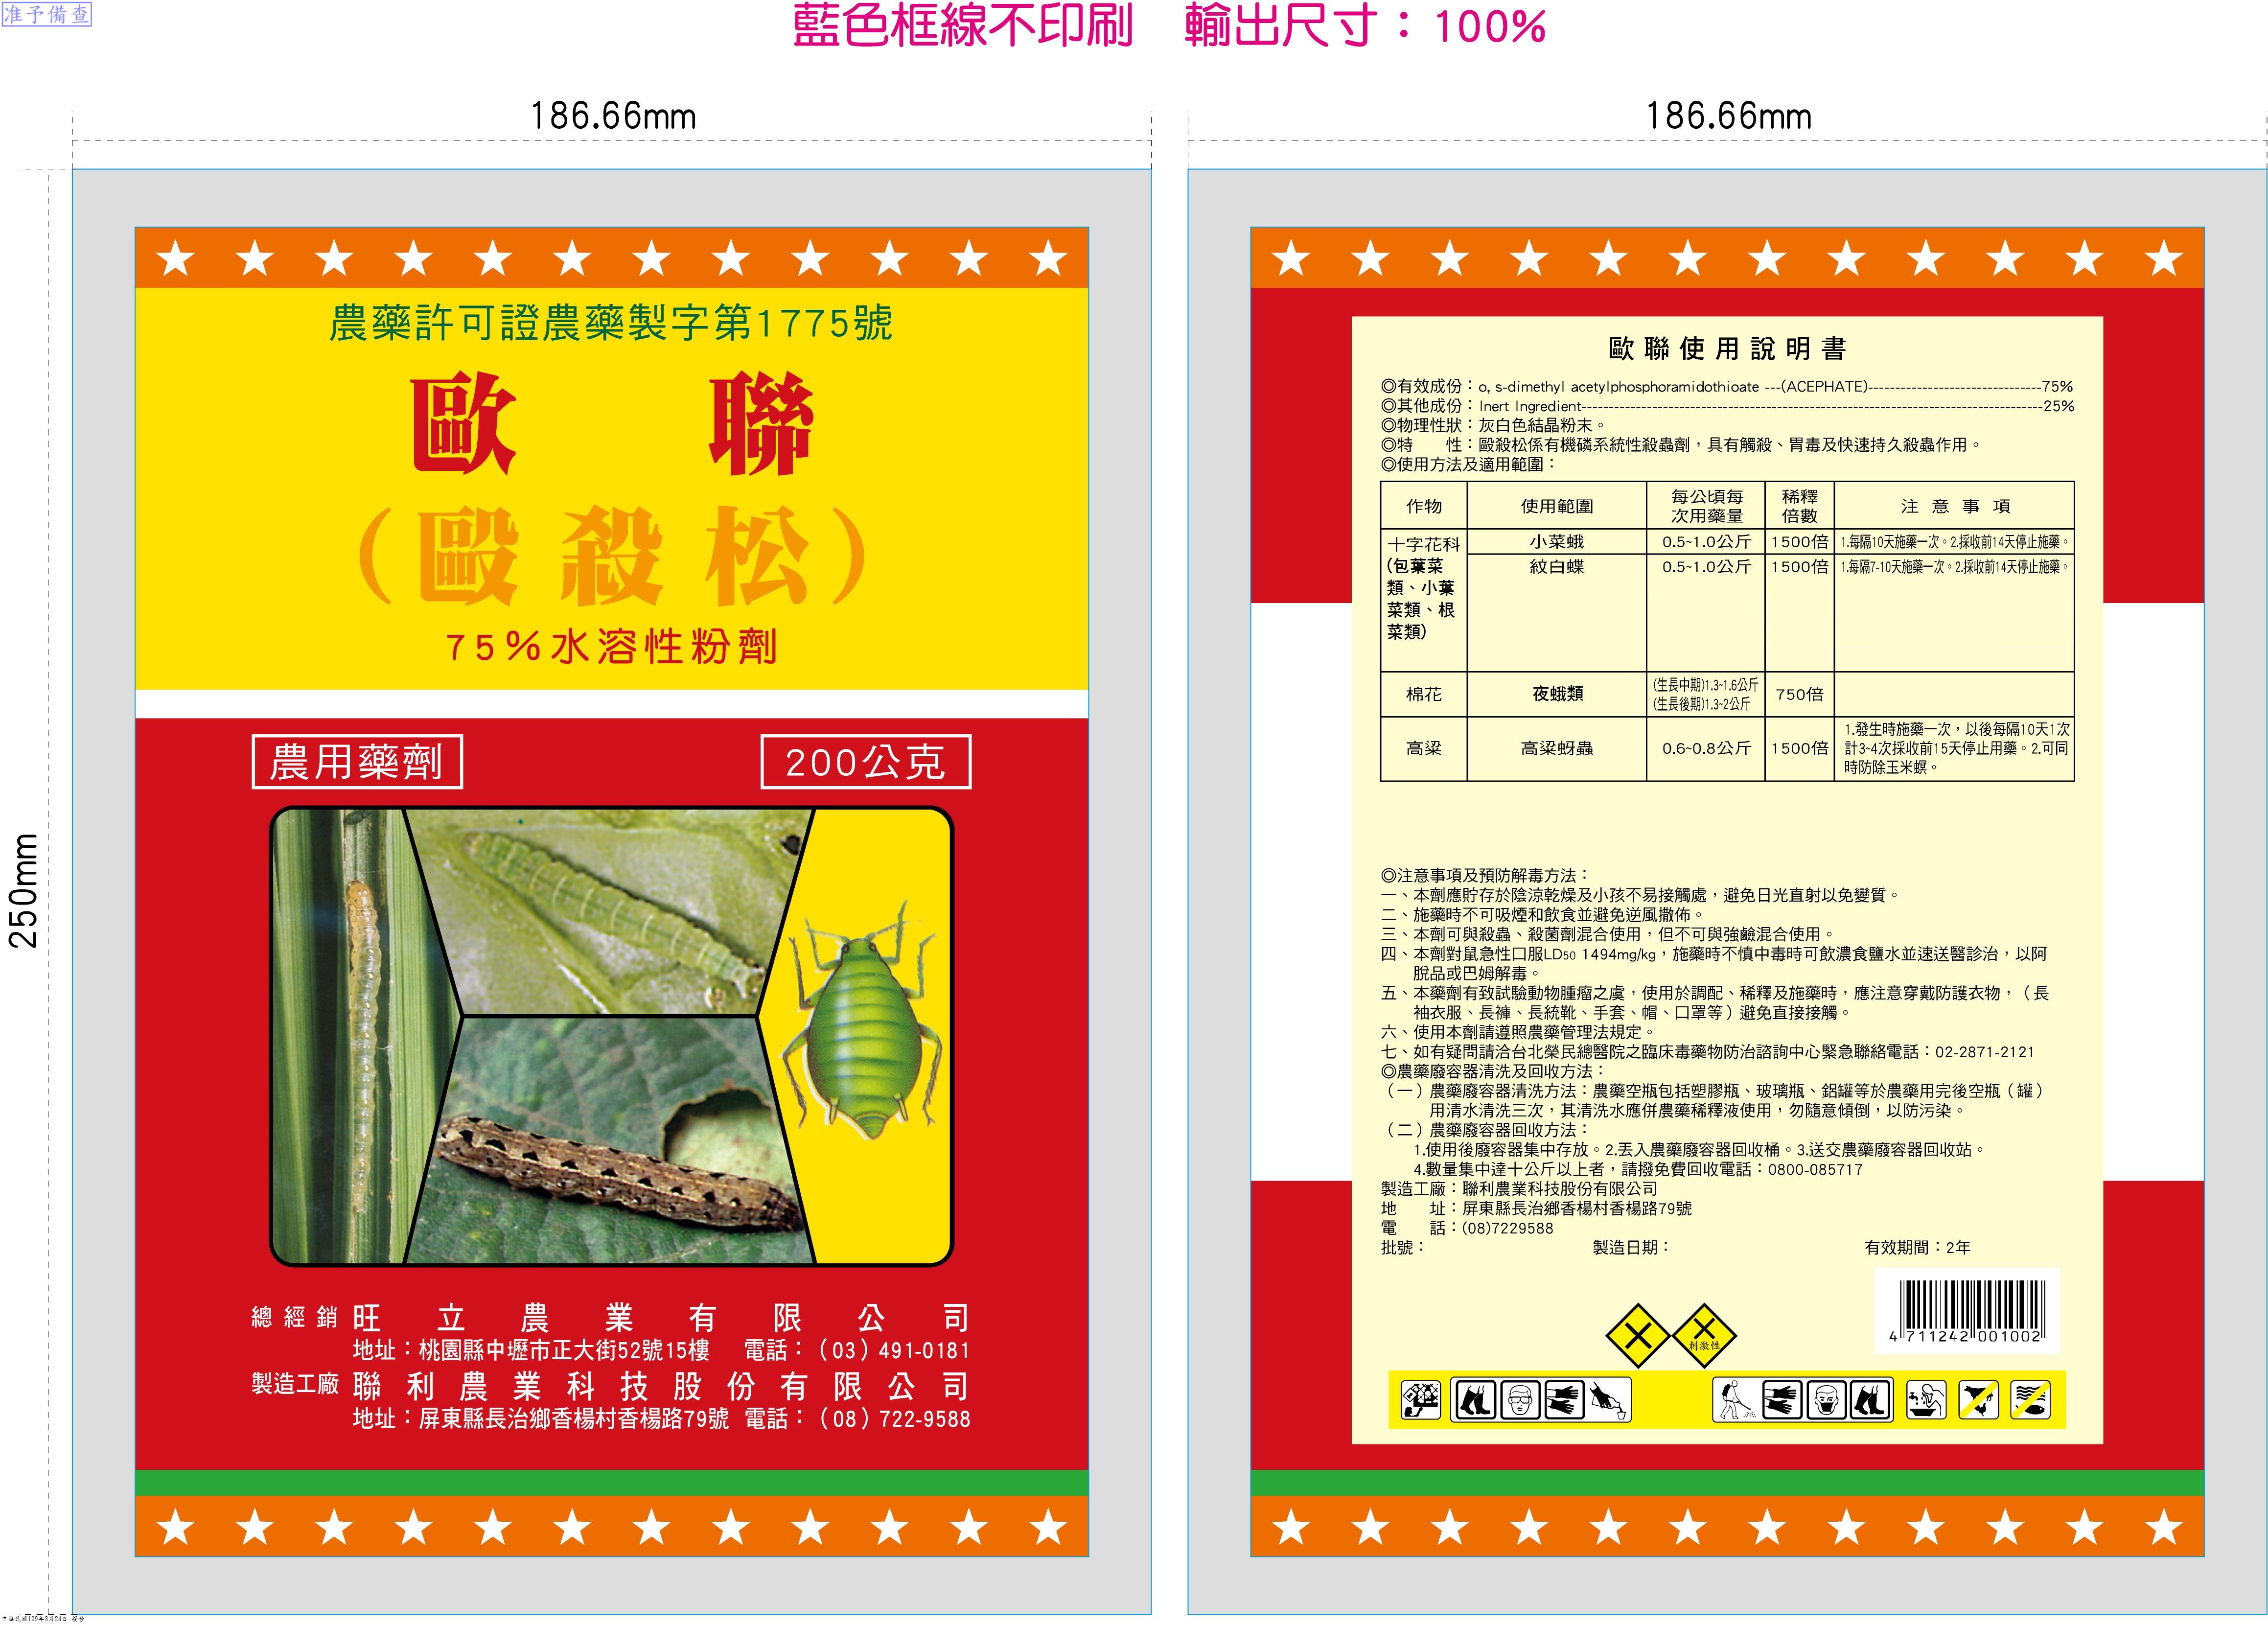 准予備查
藍色框線不印刷　輸出尺寸：100%
186.66mm
186.66mm
250mm
農藥許可證農藥製字第1775號
歐　聯
（毆殺松）
75%水溶性粉劑
農用藥劑
200公克
總經銷 旺立農業有限公司
地址：桃園縣中壢市正大街52號15樓　電話：（03）491-0181
製造工廠 聯利農業科技股份有限公司
地址：屏東縣長治鄉香楊村香楊路79號 電話：（08）722-9588
中華民國109年3月24日 簽發
歐聯使用說明書
◎有效成份：o, s-dimethyl acetylphosphoramidothioate ---(ACEPHATE)--------------------------------75%
◎其他成份：Inert Ingredient-------------------------------------------------------------------------------------25%
◎物理性狀：灰白色結晶粉末。
◎特　　性：毆殺松係有機磷系統性殺蟲劑，具有觸殺、胃毒及快速持久殺蟲作用。
◎使用方法及適用範圍：
作物 使用範圍 每公頃每次用藥量 稀釋倍數 注意事項
十字花科(包葉菜類、小葉菜類、根菜類) 小菜蛾 0.5~1.0公斤 1500倍 1.每隔10天施藥一次。2.採收前14天停止施藥。
紋白蝶 0.5~1.0公斤 1500倍 1.每隔7-10天施藥一次。2.採收前14天停止施藥。
棉花 夜蛾類 (生長中期)1.3~1.6公斤 (生長後期)1.3~2公斤 750倍
高粱 高粱蚜蟲 0.6~0.8公斤 1500倍 1.發生時施藥一次，以後每隔10天1次計3~4次採收前15天停止用藥。2.可同時防除玉米螟。
◎注意事項及預防解毒方法：
一、本劑應貯存於陰涼乾燥及小孩不易接觸處，避免日光直射以免變質。
二、施藥時不可吸煙和飲食並避免逆風撒佈。
三、本劑可與殺蟲、殺菌劑混合使用，但不可與強鹼混合使用。
四、本劑對鼠急性口服LD50 1494mg/kg，施藥時不慎中毒時可飲濃食鹽水並速送醫診治，以阿
脫品或巴姆解毒。
五、本藥劑有致試驗動物腫瘤之虞，使用於調配、稀釋及施藥時，應注意穿戴防護衣物，（長
袖衣服、長褲、長統靴、手套、帽、口罩等）避免直接接觸。
六、使用本劑請遵照農藥管理法規定。
七、如有疑問請洽台北榮民總醫院之臨床毒藥物防治諮詢中心緊急聯絡電話：02-2871-2121
◎農藥廢容器清洗及回收方法：
（一）農藥廢容器清洗方法：農藥空瓶包括塑膠瓶、玻璃瓶、鋁罐等於農藥用完後空瓶（罐）
用清水清洗三次，其清洗水應併農藥稀釋液使用，勿隨意傾倒，以防污染。
（二）農藥廢容器回收方法：
1.使用後廢容器集中存放。2.丟入農藥廢容器回收桶。3.送交農藥廢容器回收站。
4.數量集中達十公斤以上者，請撥免費回收電話：0800-085717
製造工廠：聯利農業科技股份有限公司
地　　址：屏東縣長治鄉香楊村香楊路79號
電　　話：(08)7229588
批號：　製造日期：　有效期間：2年
刺激性
4 711242 001002